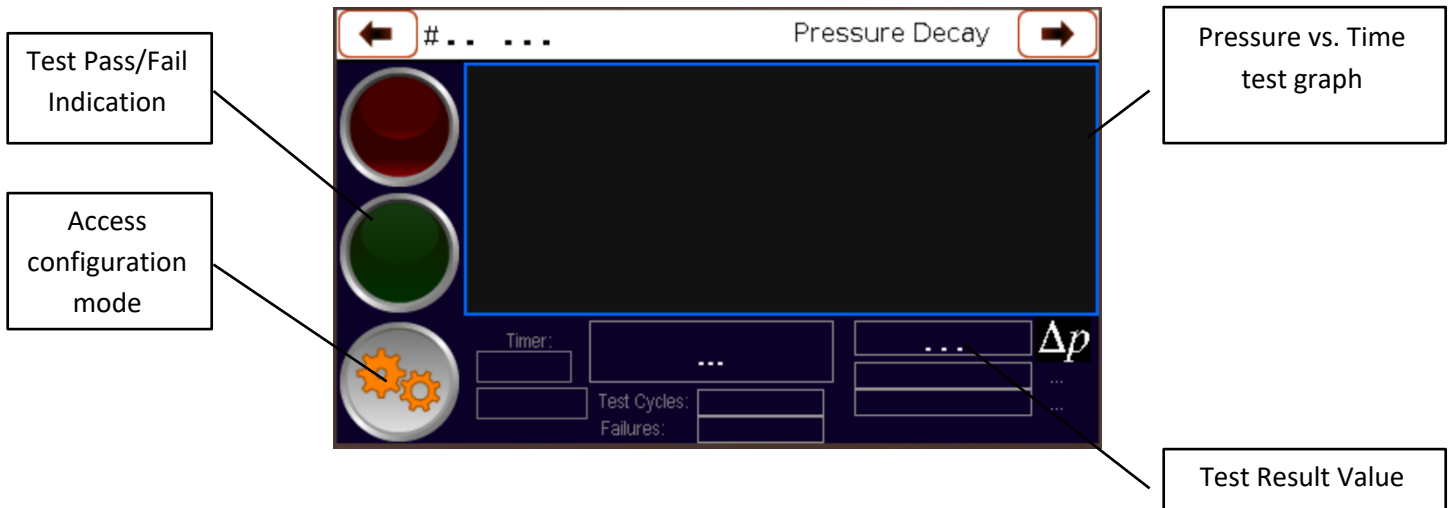 #.. ...
Pressure Decay
Test Pass/Fail
Indication
Pressure vs. Time
test graph
Access
configuration
mode
Timer:
...
...
Δp
...
Test Cycles:
...
Failures:
Test Result Value